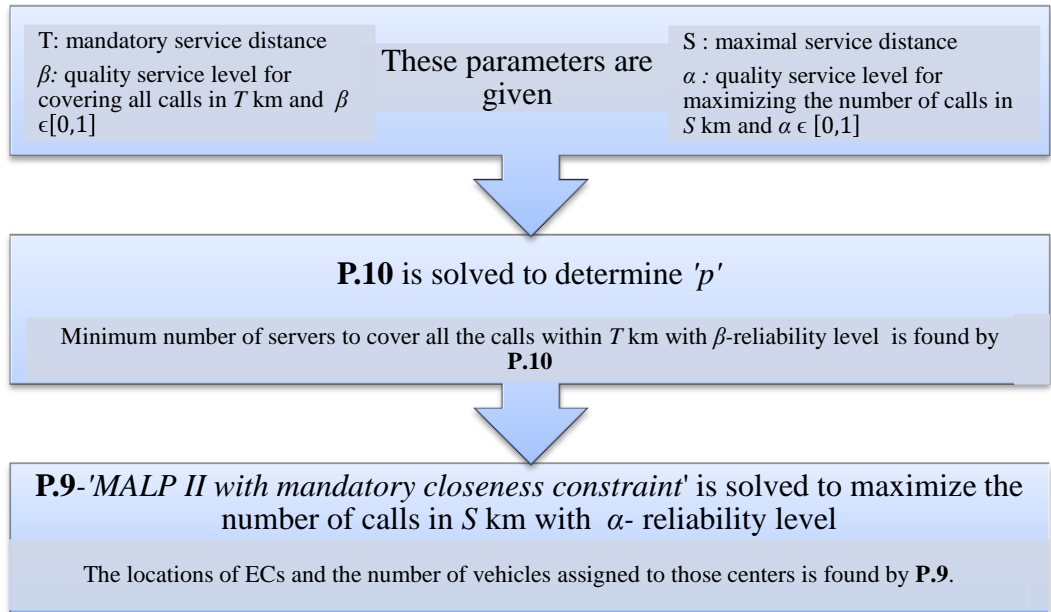 T: mandatory service distance
β: quality service level for
covering all calls in T km and β
ϵ[0,1]
These parameters are
given
S : maximal service distance
α : quality service level for
maximizing the number of calls in
S km and α ϵ [0,1]
P.10 is solved to determine 'p'
Minimum number of servers to cover all the calls within T km with β-reliability level is found by
P.10
P.9-'MALP II with mandatory closeness constraint' is solved to maximize the
number of calls in S km with α- reliability level
The locations of ECs and the number of vehicles assigned to those centers is found by P.9.